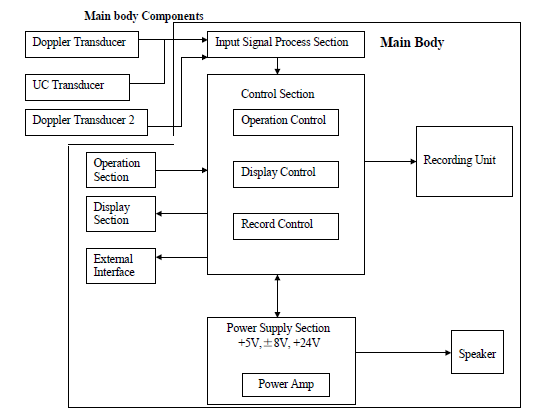 Main body Components
Doppler Transducer
Input Signal Process Section
Main Body
UC Transducer
Doppler Transducer 2
Control Section
Operation Control
Operation
Section
Display Control
Recording Unit
Display
Section
Record Control
External
Interface
Power Supply Section
+5V,±8V, +24V
Power Amp
Speaker